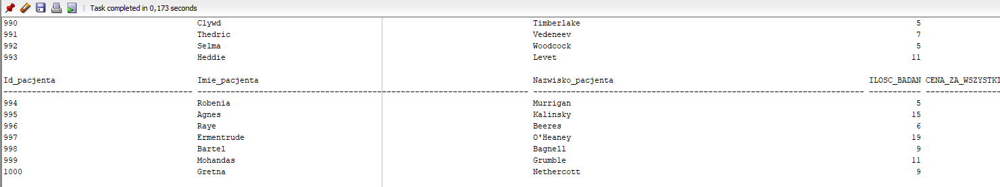 Task completed in 0,173 seconds
990 Clywd Timberlake 5
991 Thedric Vedeneev 7
992 Selma Woodcock 5
993 Heddie Levet 11
Id_pacjenta Imie_pacjenta Nazwisko_pacjenta ILOSC_BADAN CENA_ZA_WSZYSTKI
994 Robenia Murrigan 5
995 Agnes Kalinsky 15
996 Raye Beeres 6
997 Ermentrude O'Heaney 19
998 Bartel Bagnell 9
999 Mohandas Grumble 11
1000 Gretna Nethercott 9